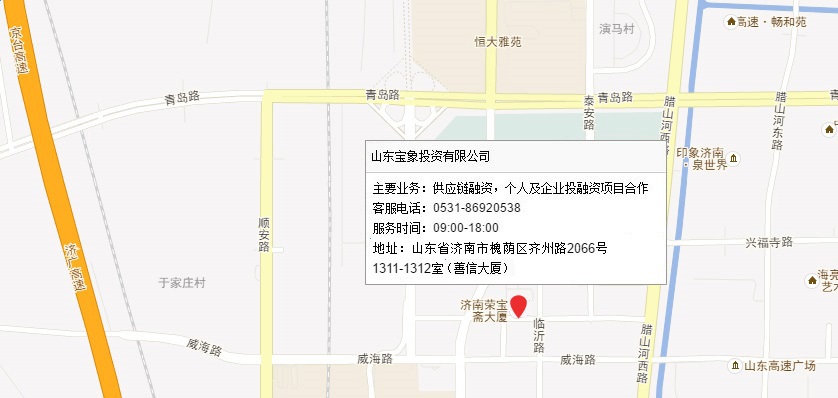 高速·畅和苑
京台高速
演马村
恒大雅苑
青岛路
青岛路
青岛路
泰安路
腊山河西路
腊山河东路
印象济南
·泉世界
山东宝象投资有限公司
主要业务：供应链融资，个人及企业投融资项目合作
客服电话：0531-86920538
服务时间：09:00-18:00
地址：山东省济南市槐荫区齐州路2066号
1311-1312室（善信大厦）
顺安路
济广高速
兴福寺路
于家庄村
海亮
艺术
济南荣宝
斋大厦
临沂路
腊山河西路
威海路
威海路
威海路
山东高速广场